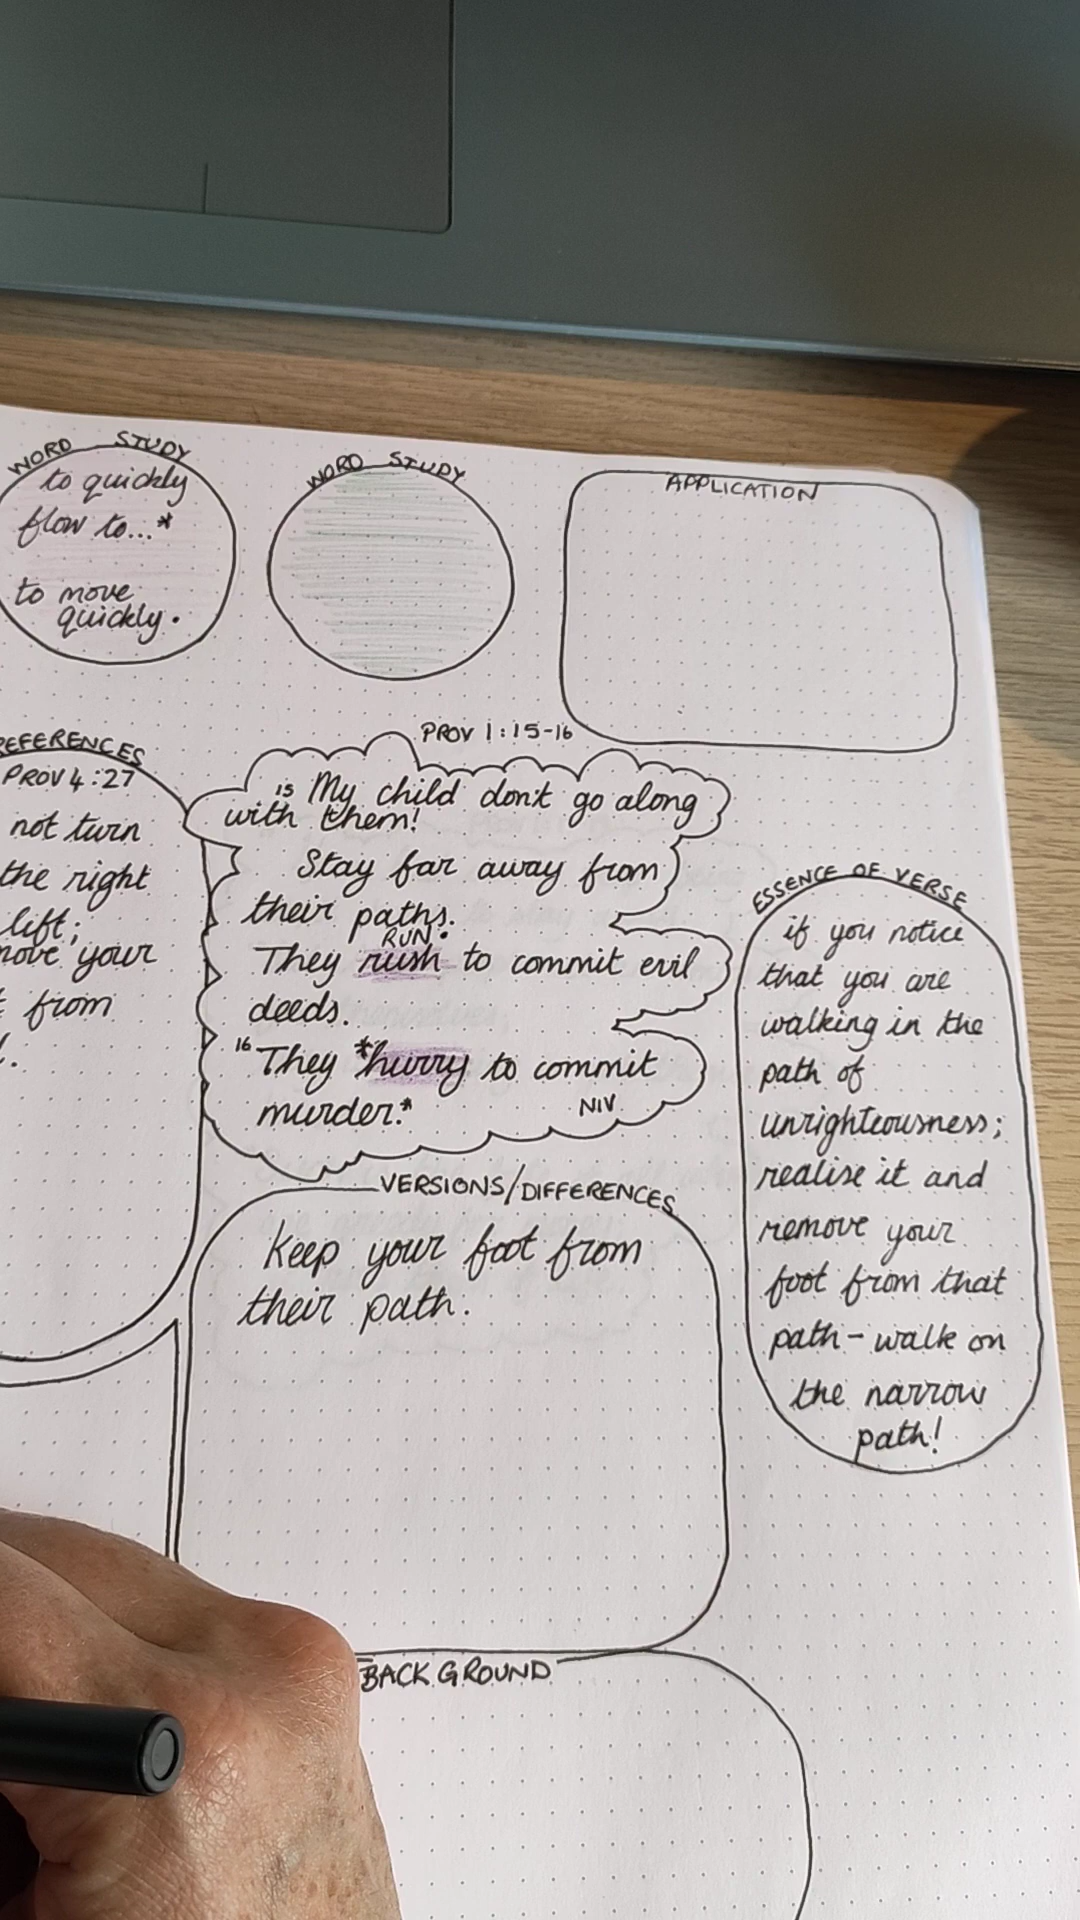 WORD STUDY
to quickly
flow to...*
to move
quickly.
WORD STUDY
APPLICATION
REFERENCES
PROV 4:27
not turn
the right
left;
move your
from
PROV 1:15-16
15 My child don't go along
with them!
Stay far away from
their paths.
RUN.
They rush to commit evil
deeds.
16 They *hurry to commit
murder.*
NIV
VERSIONS/DIFFERENCES
Keep your foot from
their path.
ESSENCE OF VERSE
if you notice
that you are
walking in the
path of
unrighteousness;
realise it and
remove your
foot from that
path - walk on
the narrow
path!
BACKGROUND